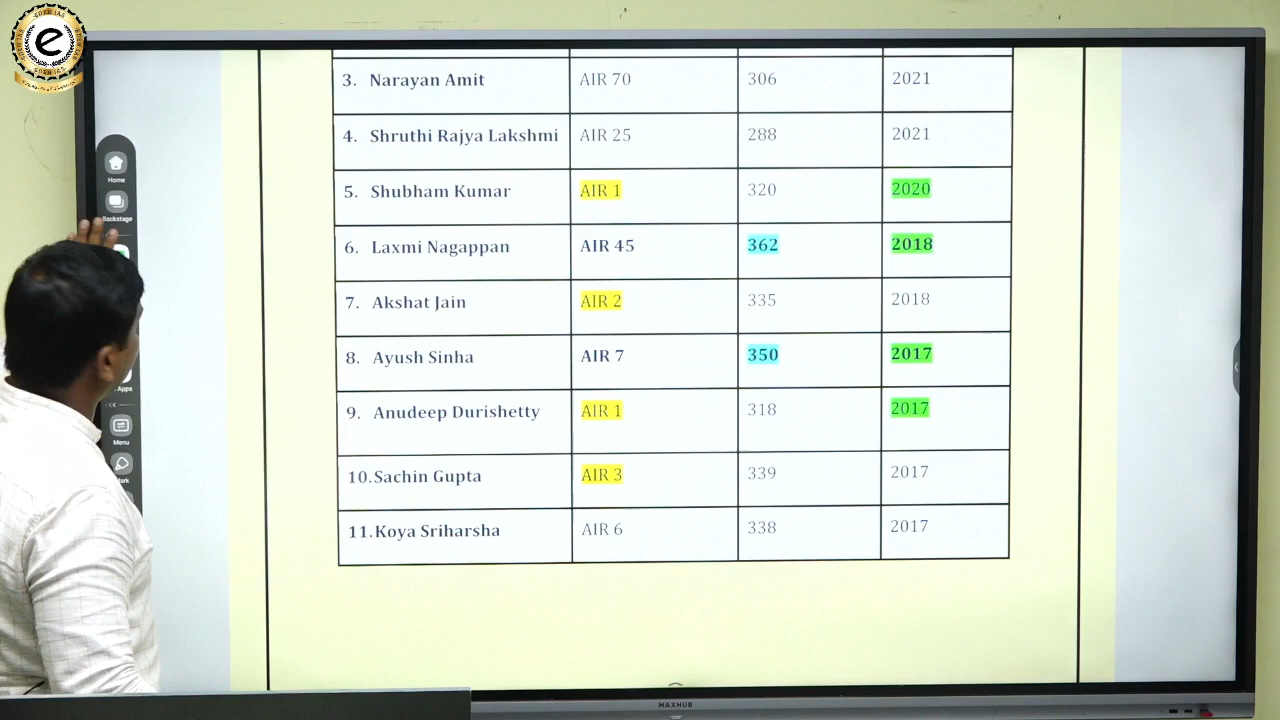 EDEN IAS
e
3. Narayan Amit AIR 70 306 2021
4. Shruthi Rajya Lakshmi AIR 25 288 2021
5. Shubham Kumar AIR 1 320 2020
6. Laxmi Nagappan AIR 45 362 2018
7. Akshat Jain AIR 2 335 2018
8. Ayush Sinha AIR 7 350 2017
9. Anudeep Durishetty AIR 1 318 2017
10. Sachin Gupta AIR 3 339 2017
11. Koya Sriharsha AIR 6 338 2017
Home
Backstage
Apps
Menu
MAXHUB